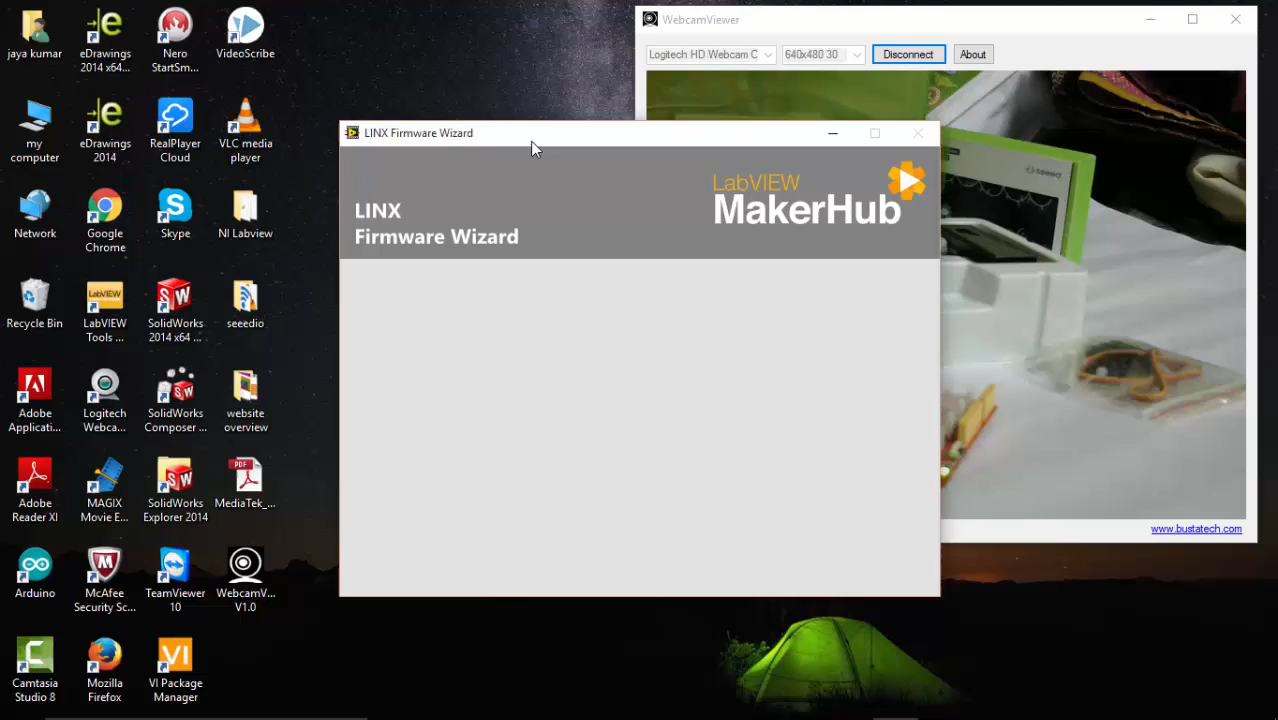 jaya kumar
eDrawings
2014 x64...
Nero
StartSm...
VideoScribe
my
computer
eDrawings
2014
RealPlayer
Cloud
VLC media
player
Network
Google
Chrome
Skype
NI Labview
Recycle Bin
LabVIEW
LabVIEW
Tools ...
SolidWorks
2014 x64 ...
seeedio
Adobe
Applicati...
Logitech
Webca...
SolidWorks
Composer ...
website
overview
Adobe
Reader XI
MAGIX
Movie E...
SolidWorks
Explorer 2014
PDF
MediaTek_...
Arduino
McAfee
Security Sc...
TeamViewer
10
WebcamV...
V1.0
Camtasia
Studio 8
Mozilla
Firefox
VI
VI Package
Manager
WebcamViewer
Logitech HD Webcam C
640x480 30
Disconnect
About
seeed
www.bustatech.com
LINX Firmware Wizard
LINX
Firmware Wizard
LabVIEW
MakerHub